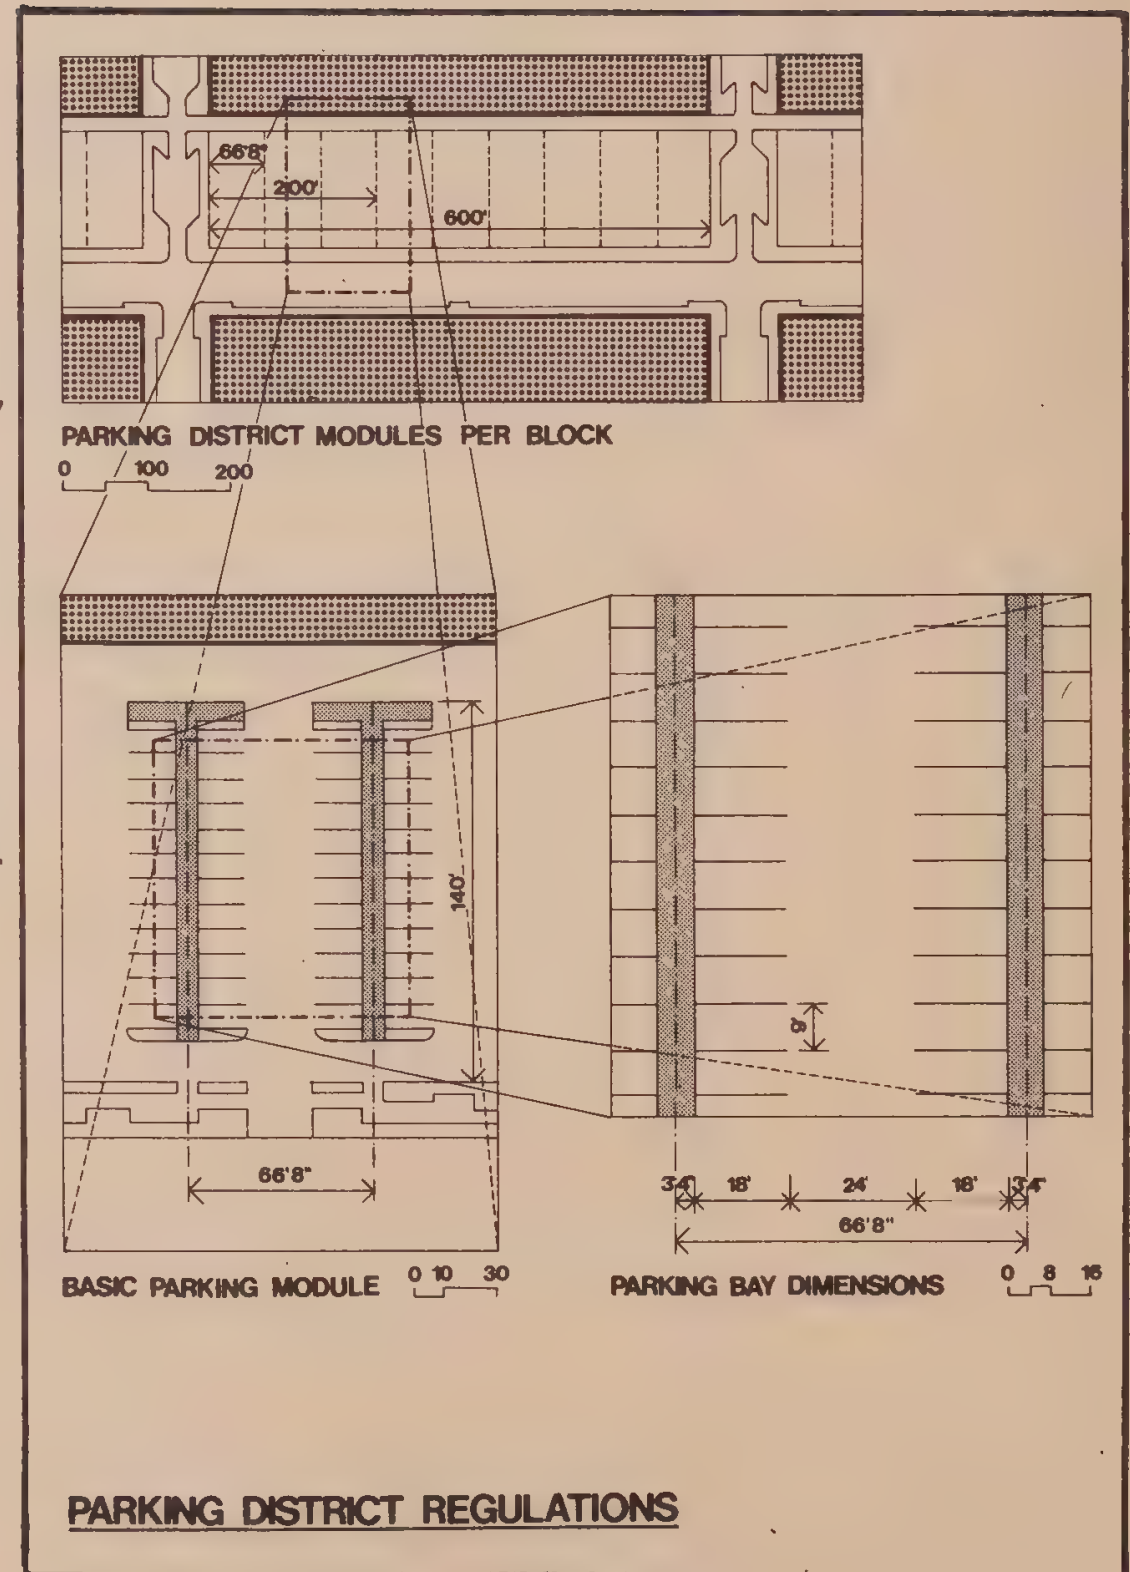 66'8"
200'
600'
PARKING DISTRICT MODULES PER BLOCK
0 100 200
140'
9'
66'8"
3'4" 18' 24' 18' 3'4"
66'8"
BASIC PARKING MODULE 0 10 30
PARKING BAY DIMENSIONS 0 8 16
PARKING DISTRICT REGULATIONS